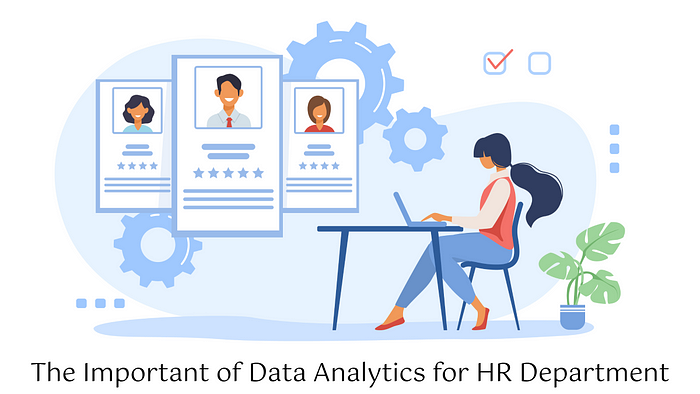 The Important of Data Analytics for HR Department